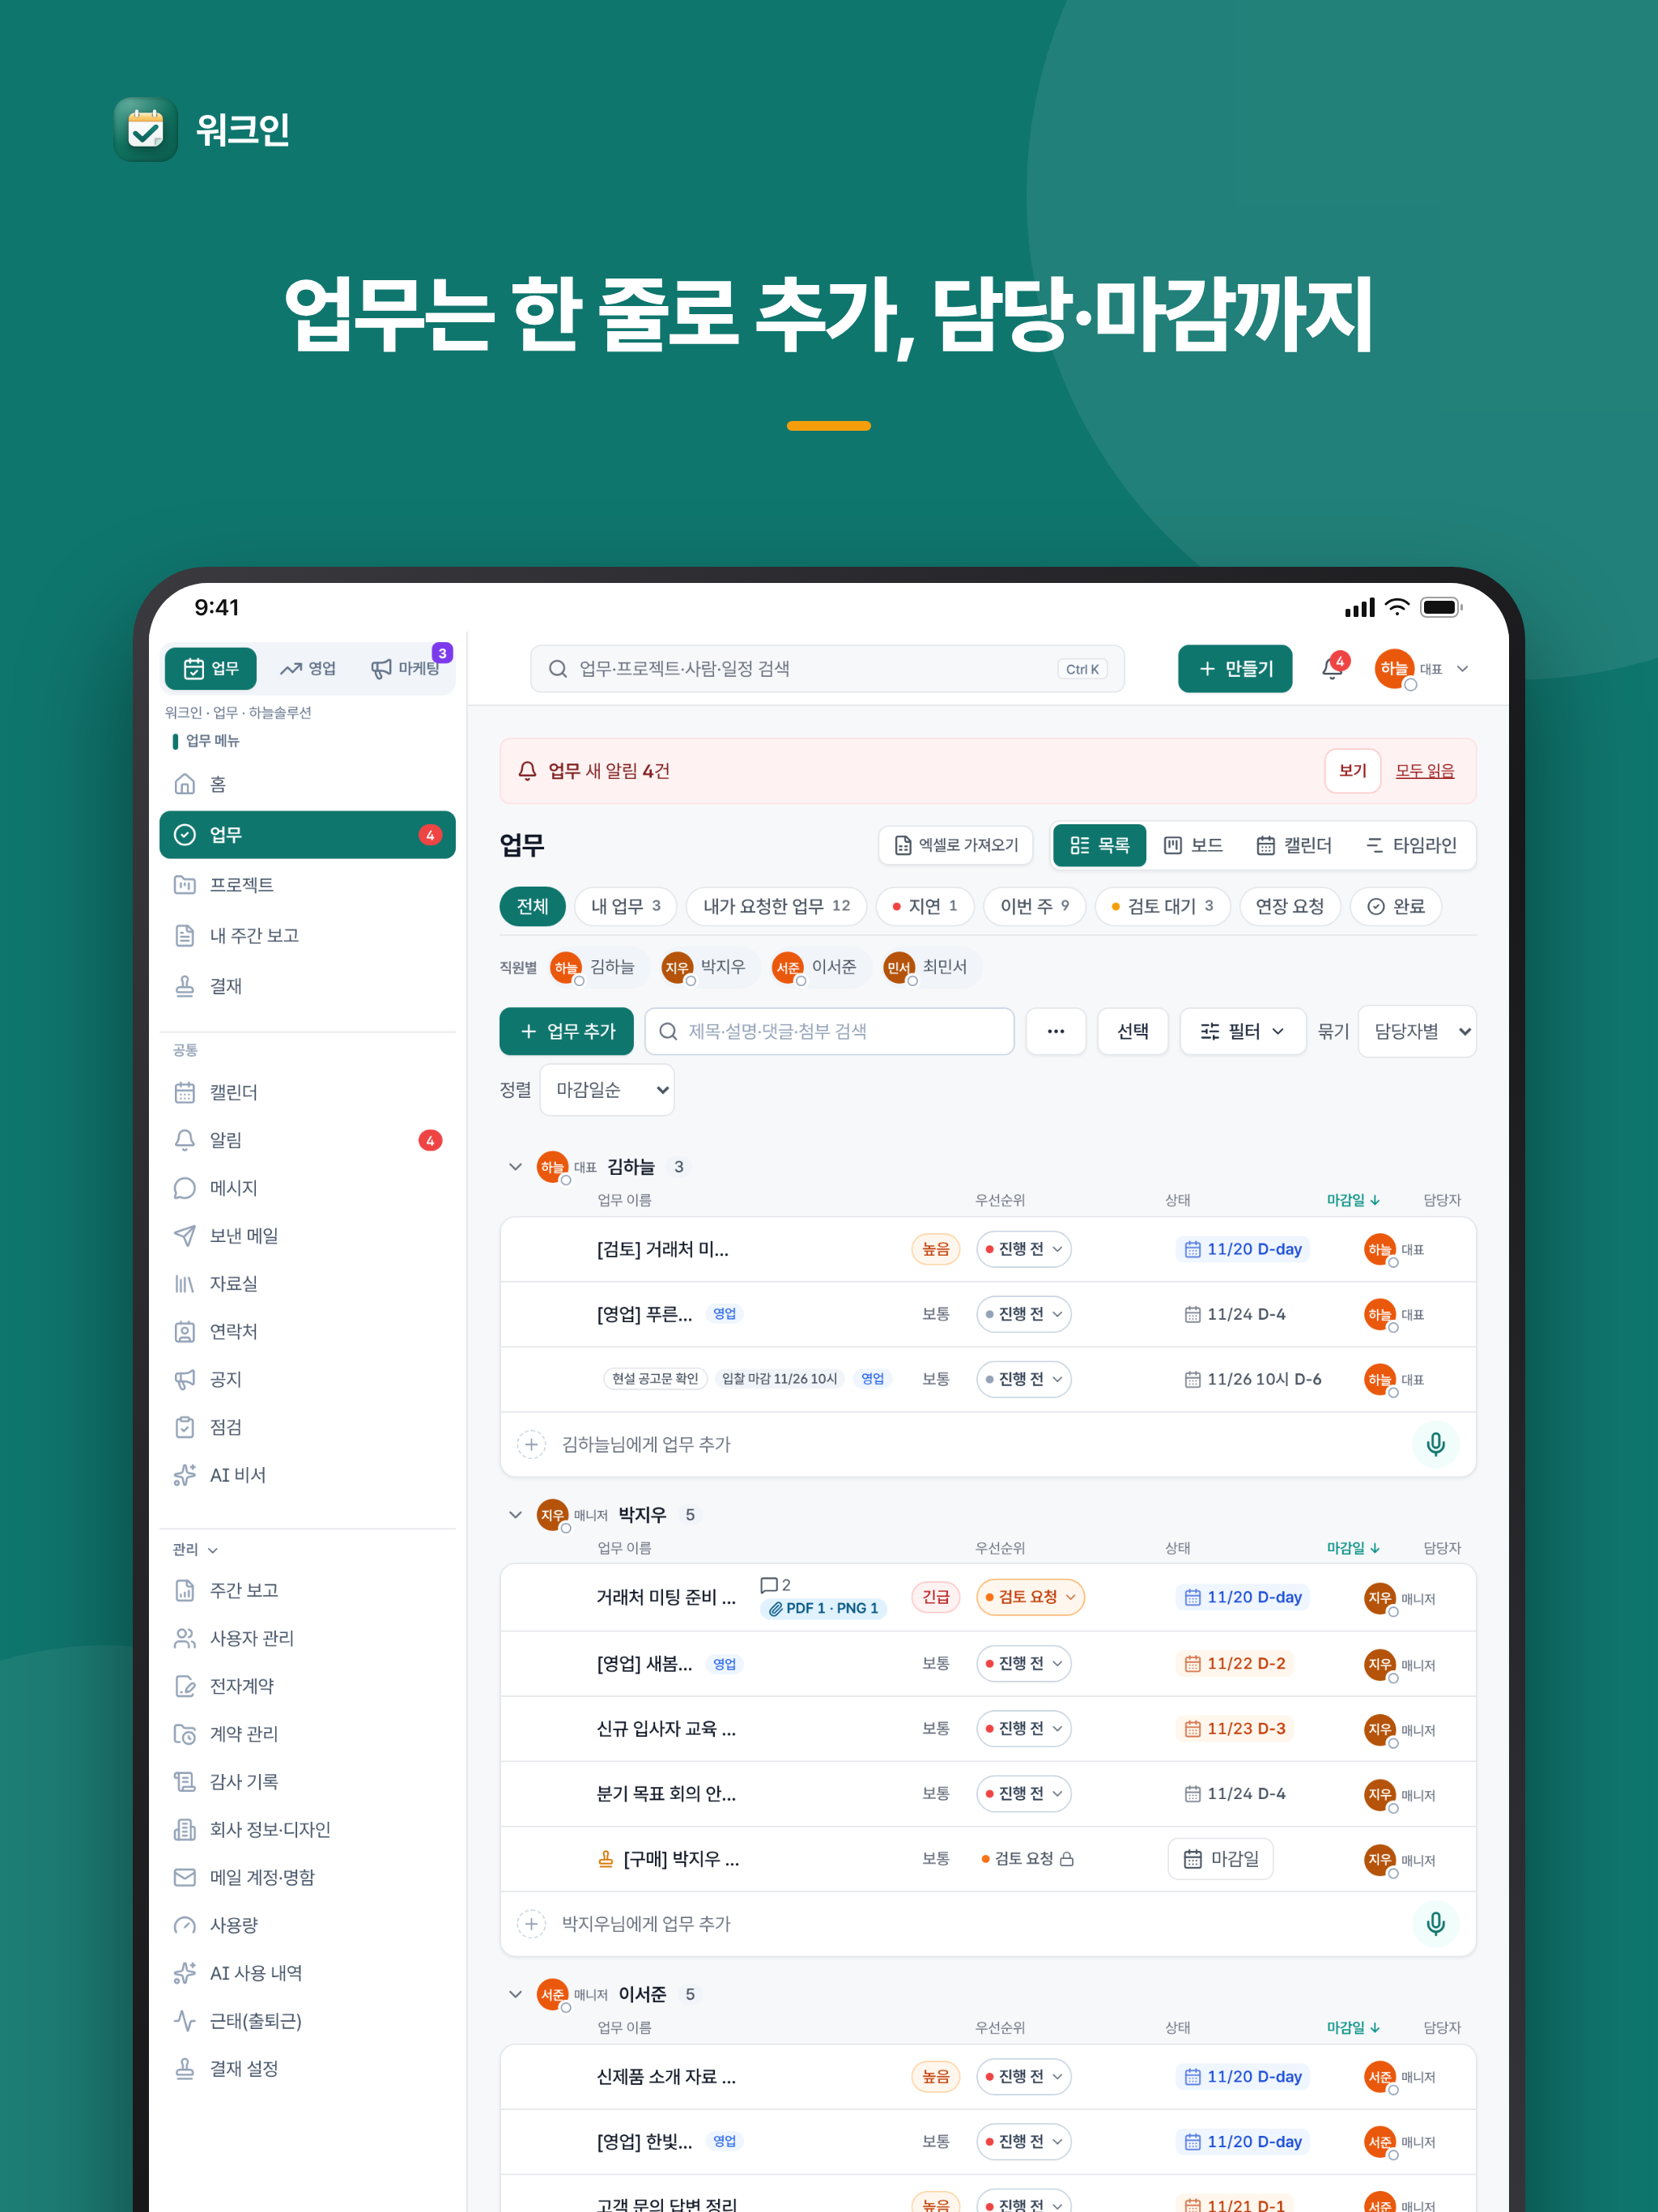 워크인
업무는 한 줄로 추가, 담당·마감까지
9:41
업무 영업 마케팅 3
워크인 · 업무 · 하늘솔루션
업무 메뉴
홈
업무 4
프로젝트
내 주간 보고
결재
공통
캘린더
알림 4
메시지
보낸 메일
자료실
연락처
공지
점검
AI 비서
관리
주간 보고
사용자 관리
전자계약
계약 관리
감사 기록
회사 정보·디자인
메일 계정·명함
사용량
AI 사용 내역
근태(출퇴근)
결재 설정
업무·프로젝트·사람·일정 검색 Ctrl K
만들기 4 하늘 대표
업무 새 알림 4건 보기 모두 읽음
업무 엑셀로 가져오기 목록 보드 캘린더 타임라인
전체 내 업무 3 내가 요청한 업무 12 지연 1 이번 주 9 검토 대기 3 연장 요청 완료
직원별 하늘 김하늘 지우 박지우 서준 이서준 민서 최민서
업무 추가 제목·설명·댓글·첨부 검색 ... 선택 필터 묶기 담당자별
정렬 마감일순
하늘 대표 김하늘 3
업무 이름 우선순위 상태 마감일 ↓ 담당자
[검토] 거래처 미... 높음 진행 전 11/20 D-day 하늘 대표
[영업] 푸른... 영업 보통 진행 전 11/24 D-4 하늘 대표
현설 공고문 확인 입찰 마감 11/26 10시 영업 보통 진행 전 11/26 10시 D-6 하늘 대표
김하늘님에게 업무 추가
지우 매니저 박지우 5
업무 이름 우선순위 상태 마감일 ↓ 담당자
거래처 미팅 준비 ... 2 PDF 1 · PNG 1 긴급 검토 요청 11/20 D-day 지우 매니저
[영업] 새봄... 영업 보통 진행 전 11/22 D-2 지우 매니저
신규 입사자 교육 ... 보통 진행 전 11/23 D-3 지우 매니저
분기 목표 회의 안... 보통 진행 전 11/24 D-4 지우 매니저
[구매] 박지우 ... 보통 검토 요청 마감일 지우 매니저
박지우님에게 업무 추가
서준 매니저 이서준 5
업무 이름 우선순위 상태 마감일 ↓ 담당자
신제품 소개 자료 ... 높음 진행 전 11/20 D-day 서준 매니저
[영업] 한빛... 영업 보통 진행 전 11/20 D-day 서준 매니저
고객 문의 답변 정리 높음 진행 전 11/21 D-1 서준 매니저